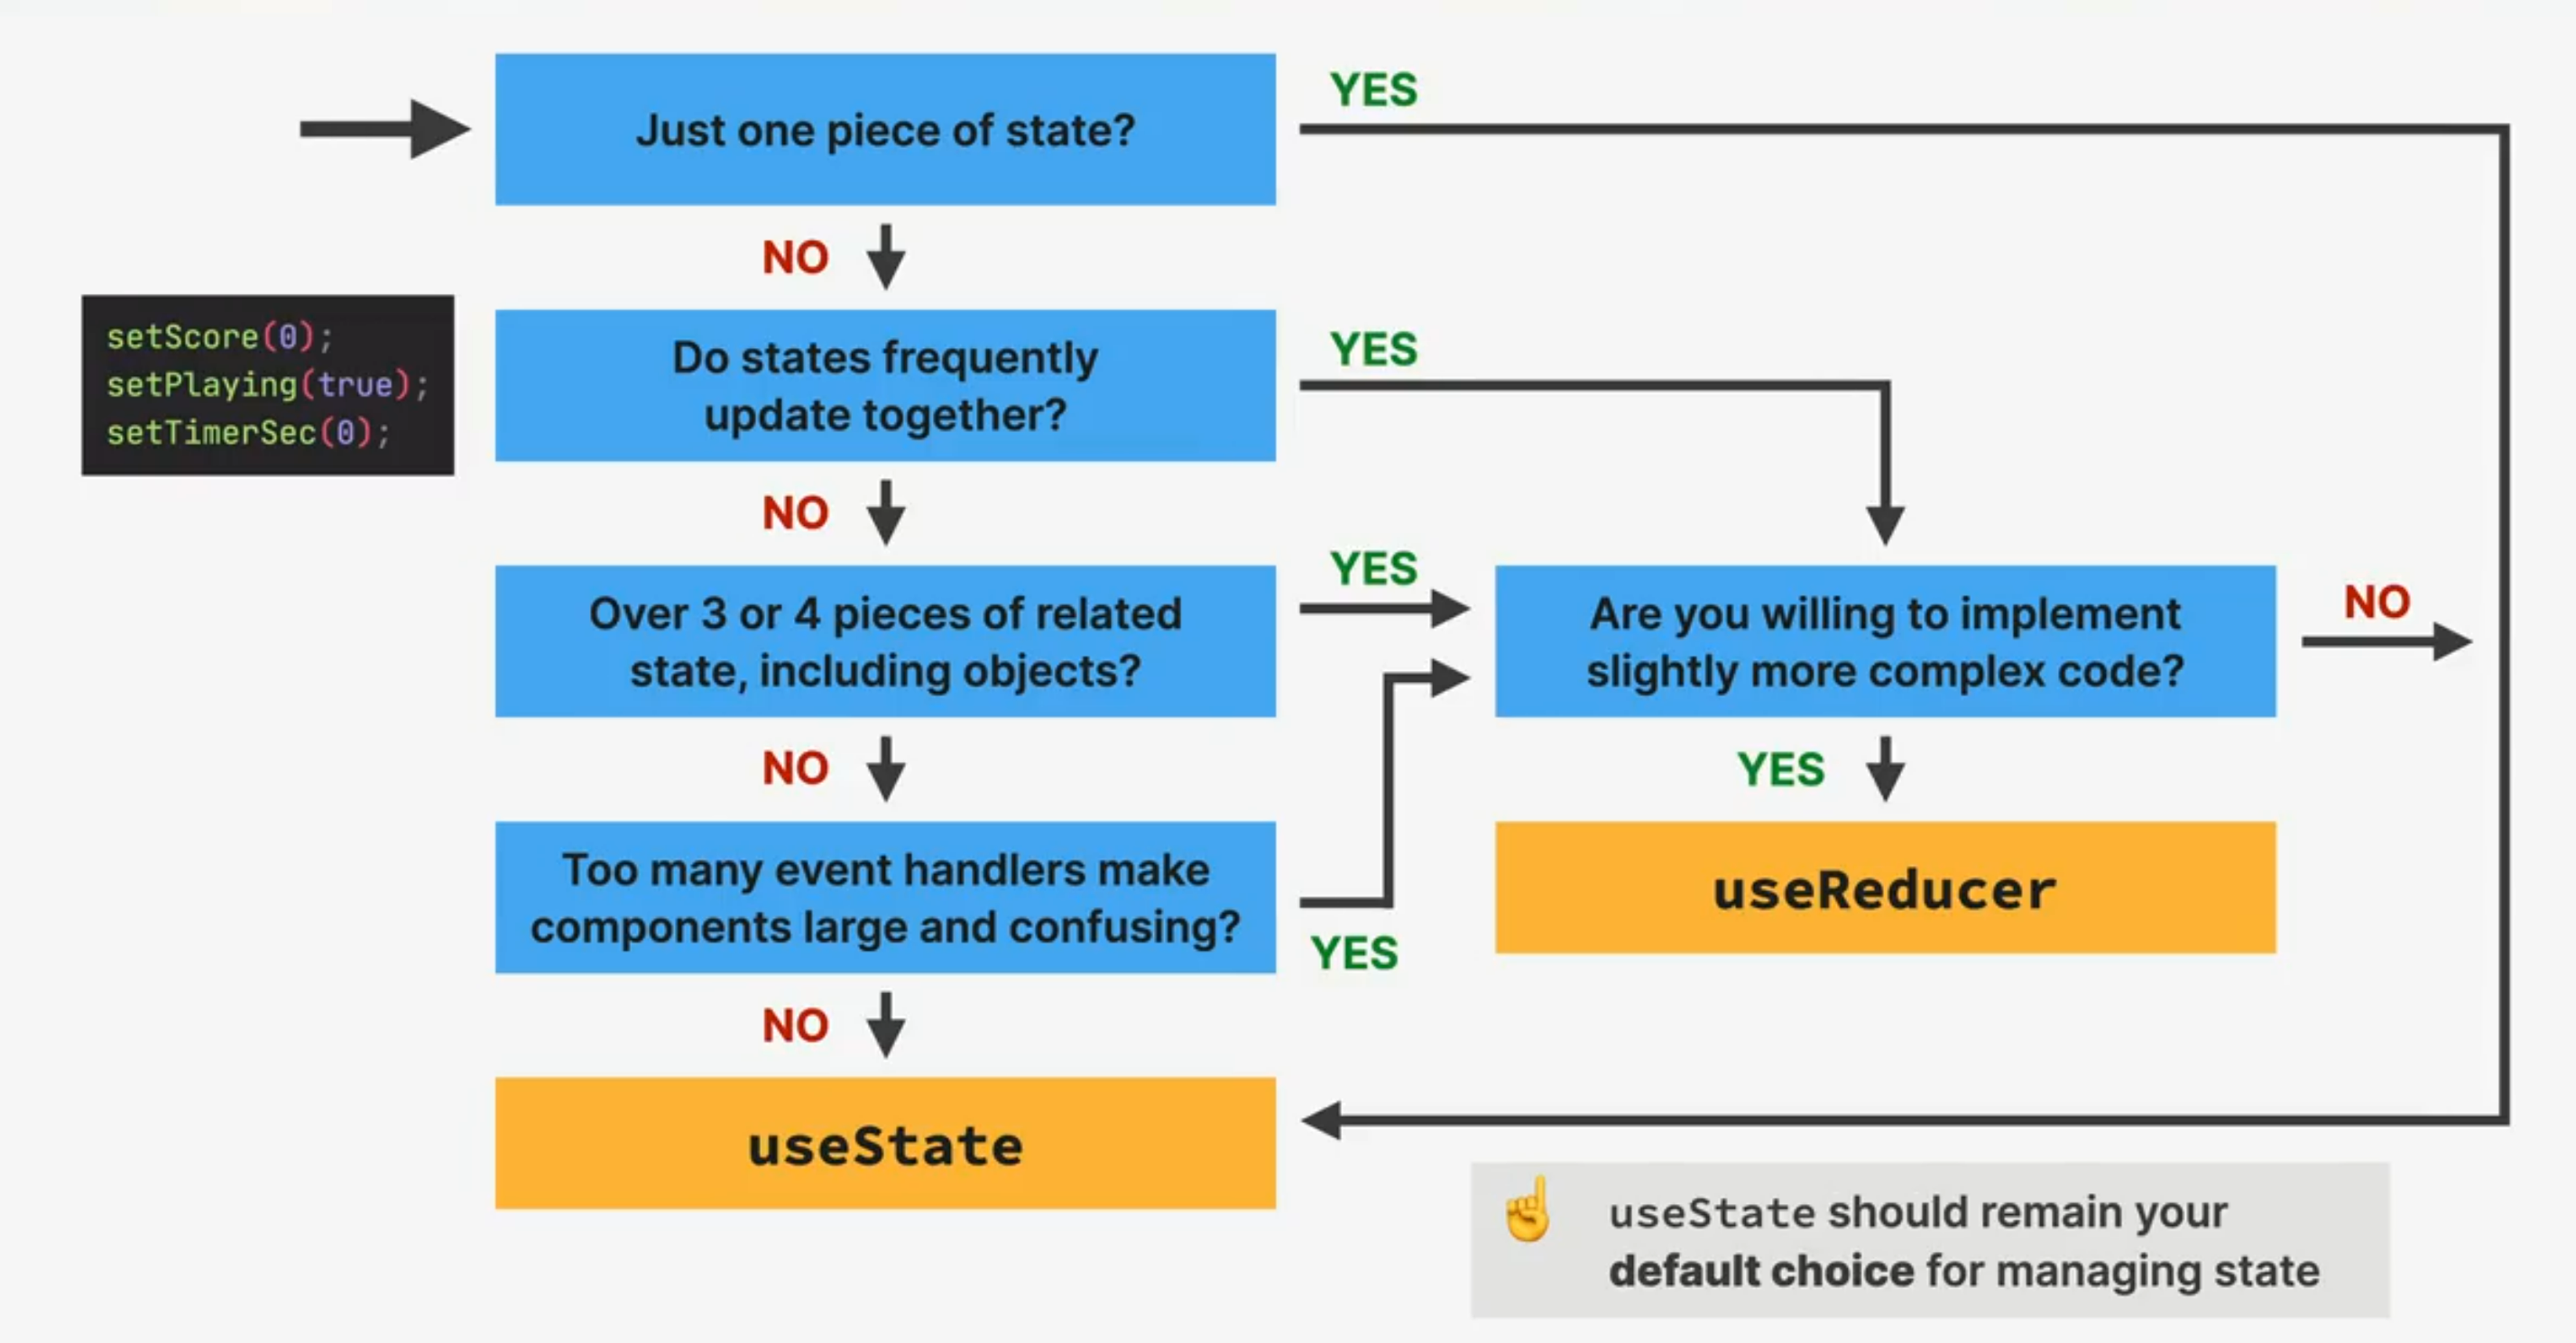 Just one piece of state?
YES
NO
setScore(0);
setPlaying(true);
setTimerSec(0);
Do states frequently
update together?
YES
NO
Over 3 or 4 pieces of related
state, including objects?
YES
Are you willing to implement
slightly more complex code?
NO
NO
YES
Too many event handlers make
components large and confusing?
YES
useReducer
NO
useState
☝️ useState should remain your
default choice for managing state